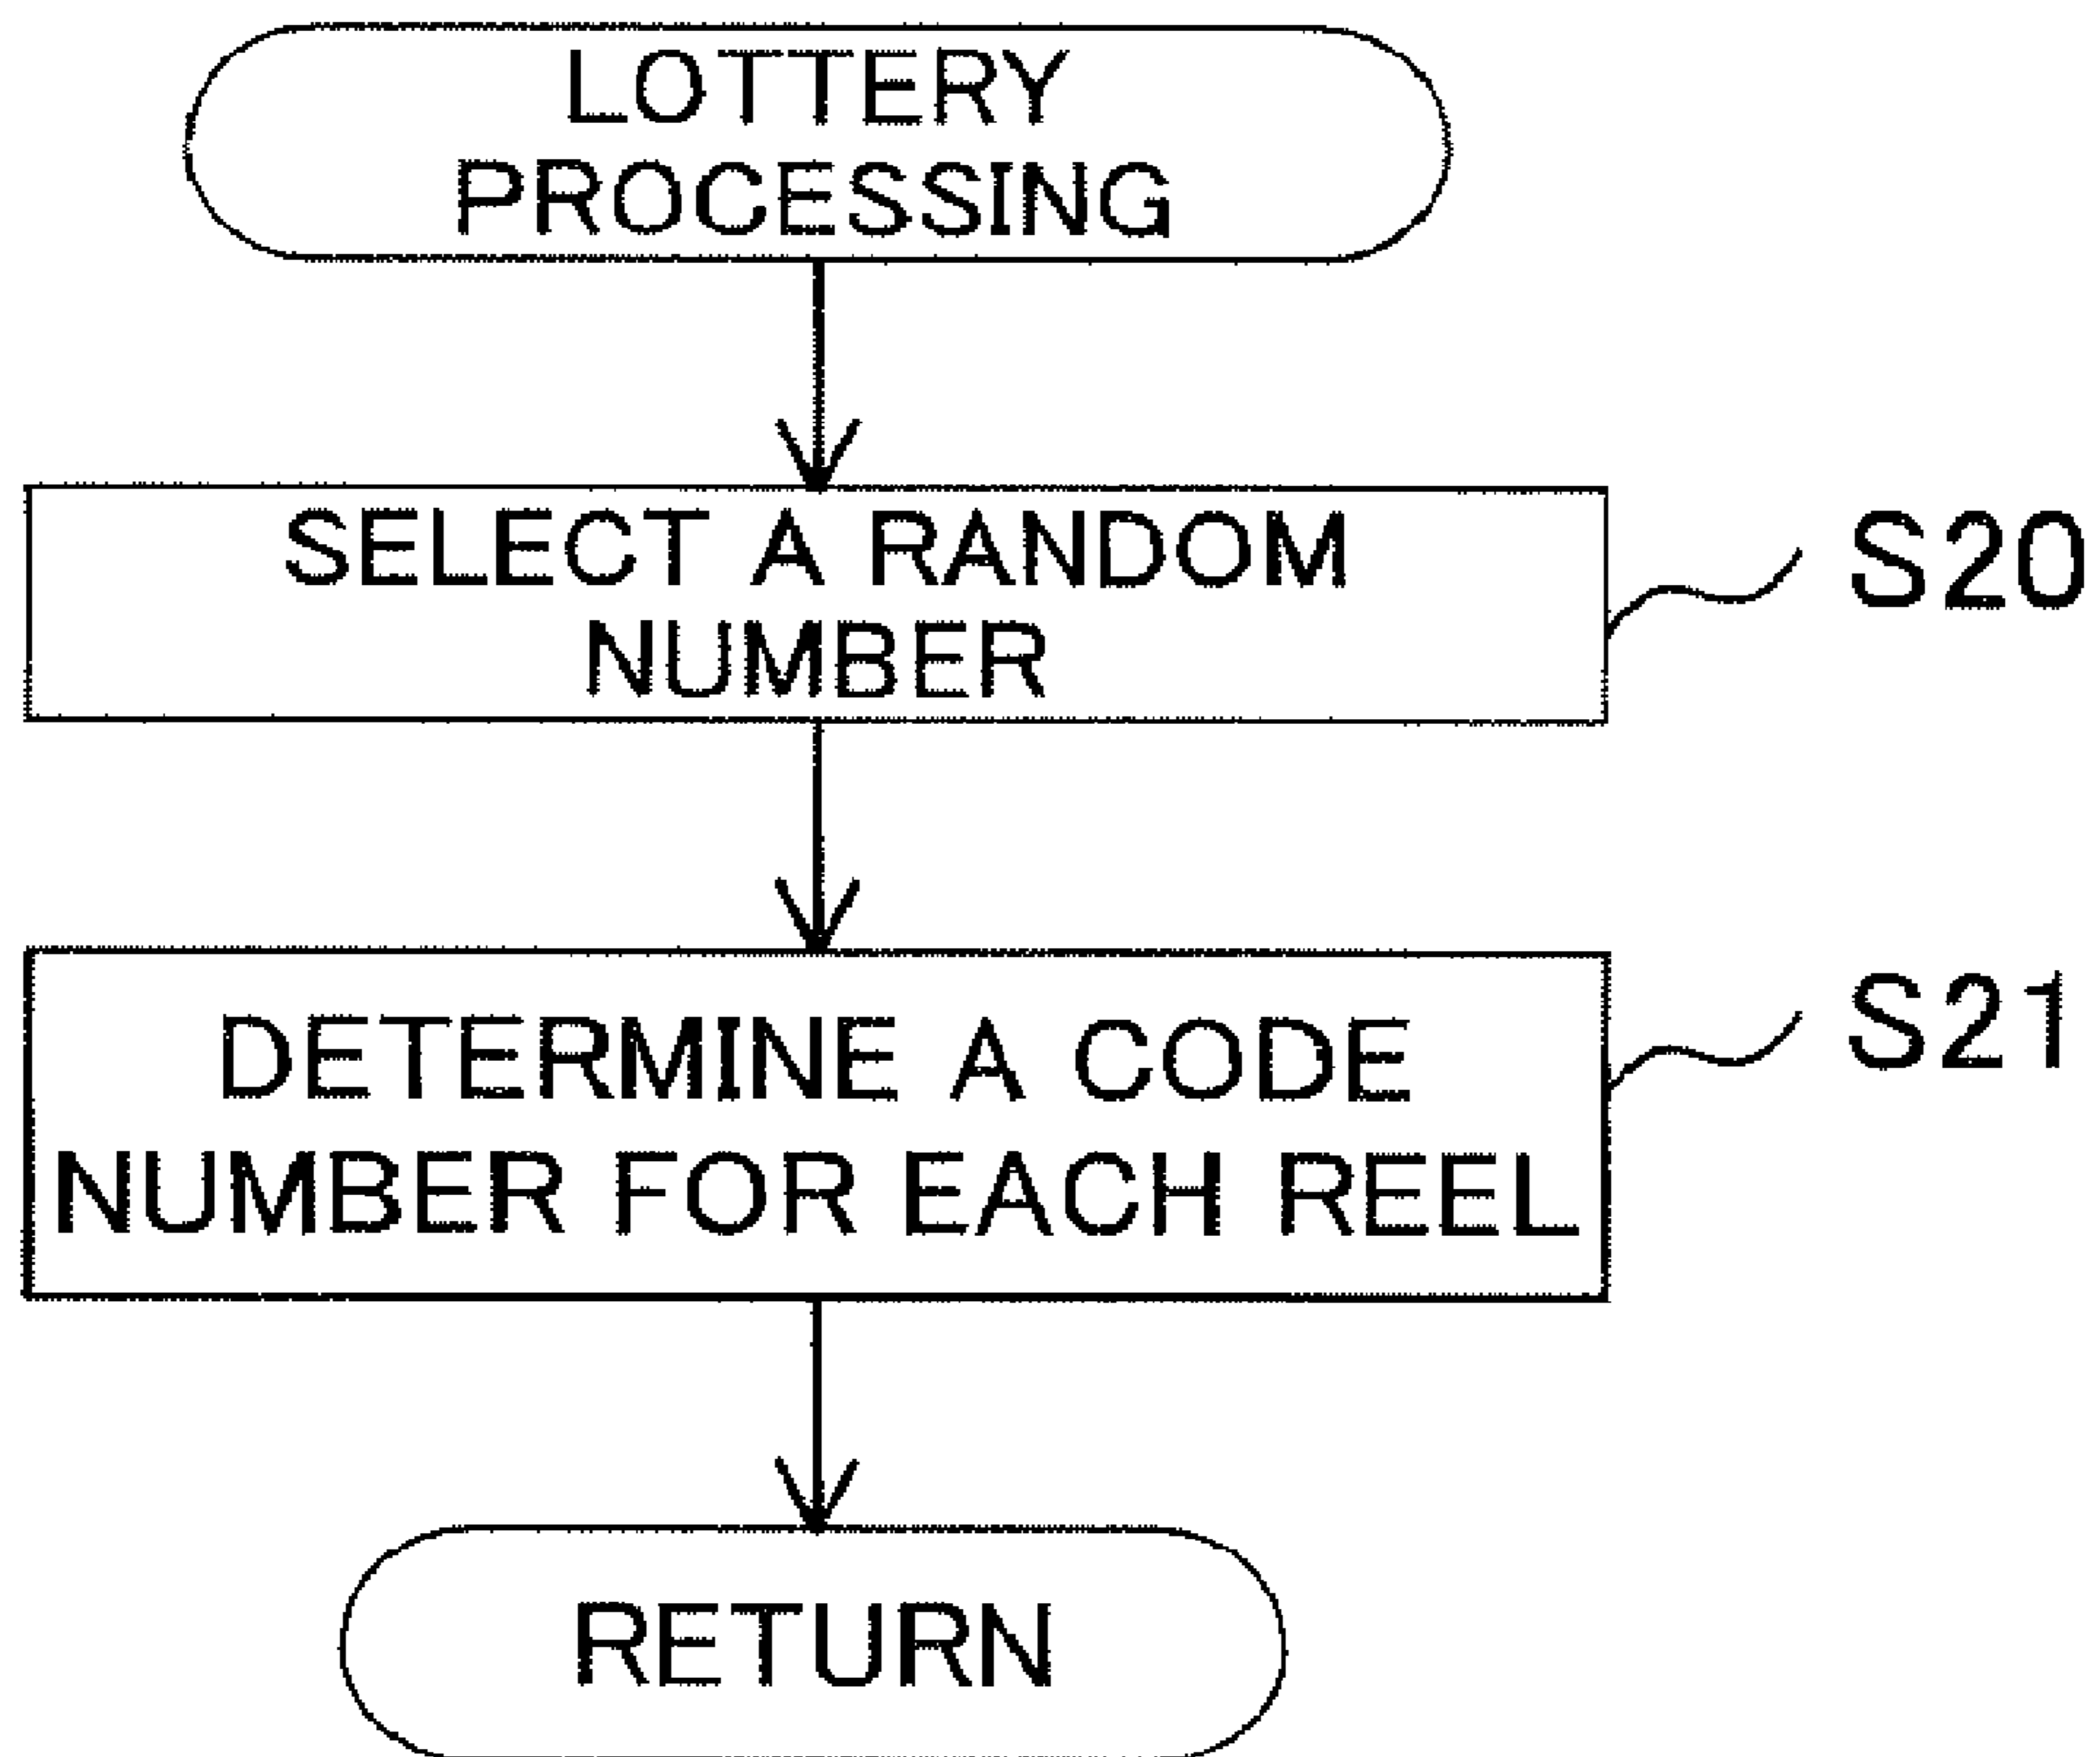 LOTTERY
PROCESSING
SELECT A RANDOM
NUMBER
S20
DETERMINE A CODE
NUMBER FOR EACH REEL
S21
RETURN